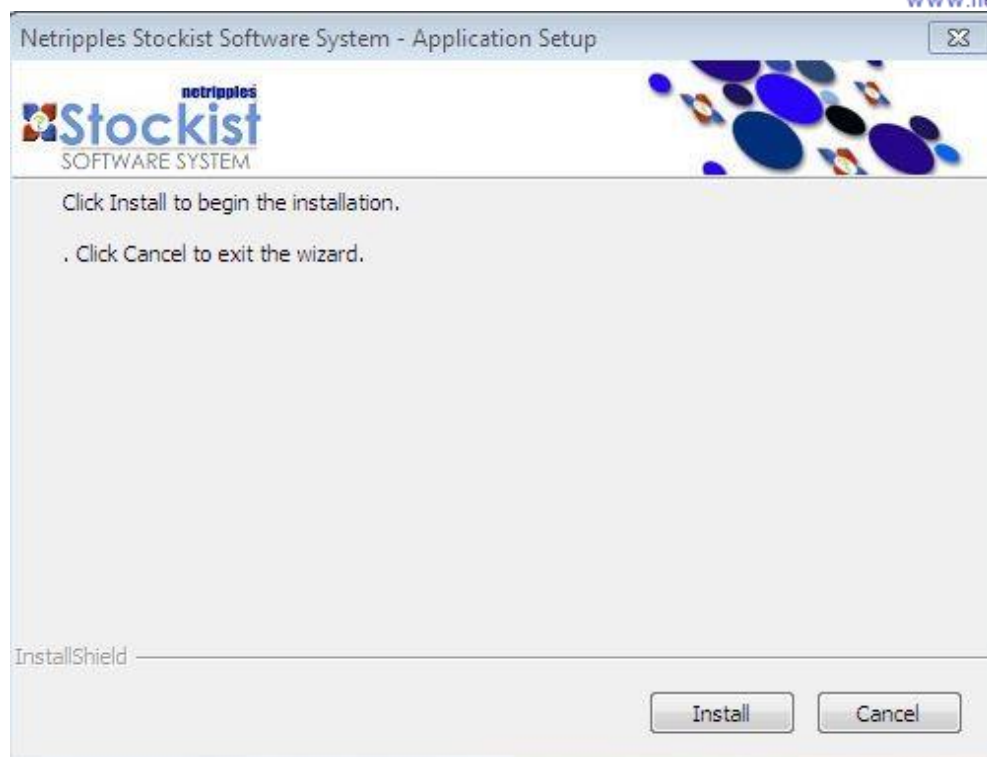 Netripples Stockist Software System - Application Setup
netripples
Stockist
SOFTWARE SYSTEM
Click Install to begin the installation.
. Click Cancel to exit the wizard.
InstallShield
Install Cancel